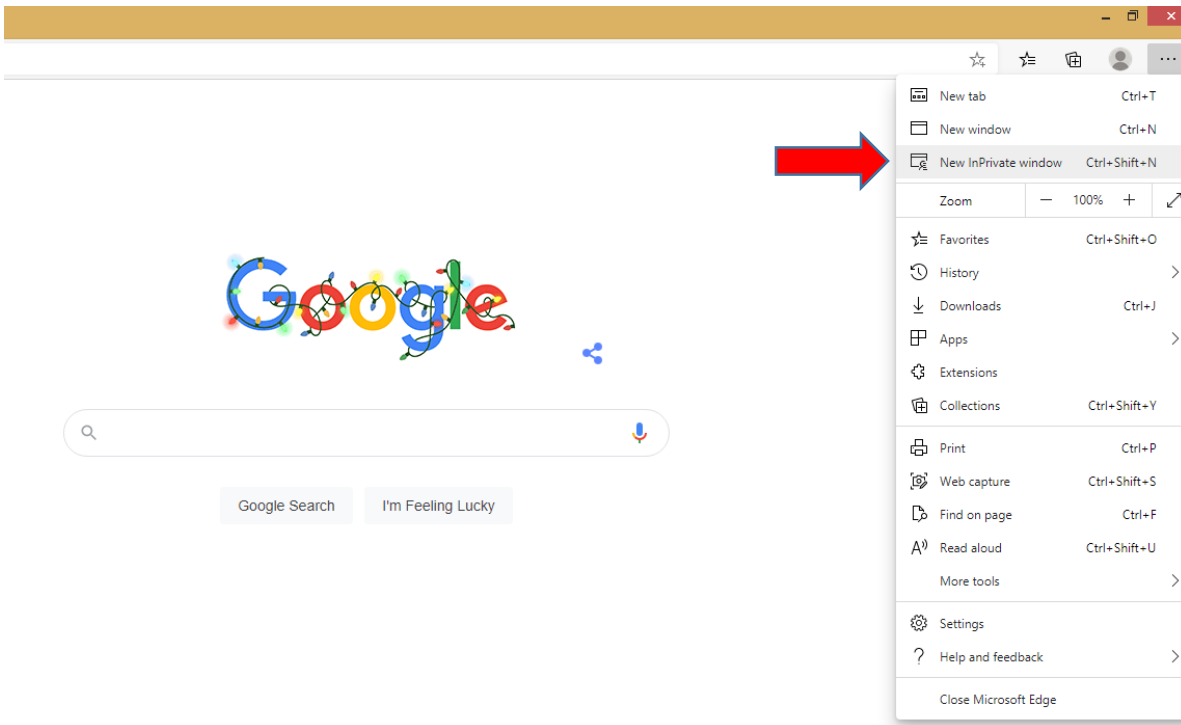 New tab Ctrl+T
New window Ctrl+N
New InPrivate window Ctrl+Shift+N
Zoom — 100% +
Favorites Ctrl+Shift+O
History
Downloads Ctrl+J
Apps
Extensions
Collections Ctrl+Shift+Y
Print Ctrl+P
Web capture Ctrl+Shift+S
Find on page Ctrl+F
Read aloud Ctrl+Shift+U
More tools
Settings
Help and feedback
Close Microsoft Edge
Google
Google Search I'm Feeling Lucky